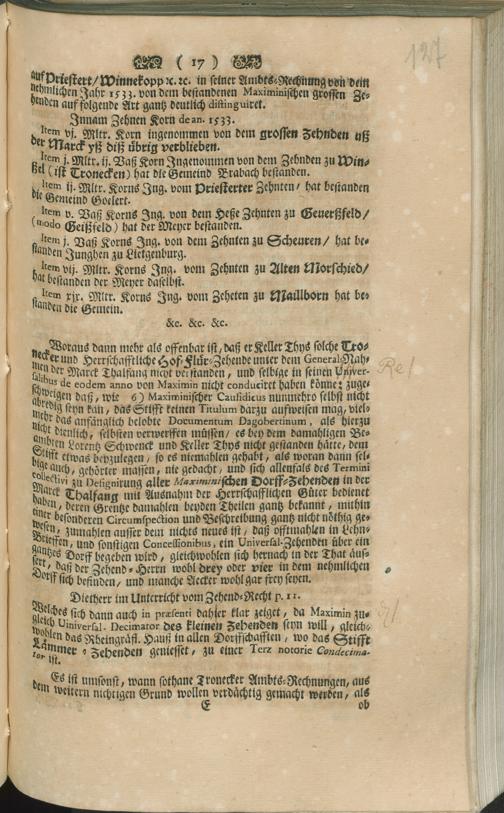 ( 17 )
127
auf Priestert/ Winnekopp ꝛc. ꝛc. in seiner Ambts-Rechnung von dem
nehmlichen Jahr 1533. von dem bestandenen Maximinischen grossen Ze-
henden auf folgende Art gantz deutlich distinguiret.
Innam Zehnen Korn de an. 1533.
Item vj. Mltr. Korn ingenommen von dem grossen Zehnden uß
der Marck yß diß übrig verblieben.
Item j. Mltr. ij. Vaß Korn Ingenommen von dem Zehnden zu Win-
ßel (ist Tronecken) hat die Gemeind Brabach bestanden.
Item ij. Mltr. Korns Ing. vom Priesterter Zehnten/ hat bestanden
die Gemeind Goelert.
Item v. Vaß Korns Ing. von dem Heße Zehnten zu Geuerßfeld/
(modo Geißfeld) hat der Meyer bestanden.
Item j. Vaß Korns Ing. von dem Zehnten zu Scheuren/ hat be-
standen Junghen zu Lietgenburg.
Item vij. Mltr. Korns Ing. vom Zehnten zu Alten Morschied/
hat bestanden der Meyer daselbst.
Item xjx. Mltr. Korns Ing. vom Zeheten zu Maillborn hat be-
standen die Gemein.
&c. &c. &c.
Woraus dann mehr als offenbar ist, daß er Keller Thys solche Tro-
necker und Herrschafftliche Hof-Flur-Zehende unter dem General-Nah-
men der Marck Thalfang nicht verstanden, und selbige in seinen Univer-
salibus de eodem anno von Maximin nicht conduciret haben könne; zuge-
schweigen daß, wie 6) Maximinischer Causidicus nunmehro selbst nicht
abredig seyn kan, das Stifft keinen Titulum darzu aufweisen mag, viel-
mehr das anfänglich belobte Documentum Dagobertinum, als hierzu
nicht dienlich, selbsten verwerffen müssen/ es bey dem damahligen Be-
ambten Lorentz Schwenck und Keller Thys nicht gestanden hätte, dem
Stifft etwas beyzulegen, so es niemahlen gehabt, als woran dann sel-
bige auch, gehörter massen, nie gedacht, und sich allenfals des Termini
collectivi zu Designirung aller Maximinischen Dorff-Zehenden in der
Marck Thalfang mit Ausnahm der Herrschafflichen Güter bedienet
haben, deren Grentze damahlen beyden Theilen gantz bekannt, mithin
einer besonderen Circumspection und Beschreibung gantz nicht nöthig ge-
wesen, zumahlen ausser dem nichts neues ist, daß offtmahlen in Lehn-
Brieffen, und sonstigen Concessionibus, ein Universal-Zehenden über ein
gantzes Dorff begeben wird, gleichwohlen sich hernach in der That äus-
sert, daß der Zehend-Herrn wohl drey oder vier in dem nehmlichen
Dorff sich befinden, und manche Aecker wohl gar frey seyen.
Dietherr im Unterricht vom Zehend-Recht p. 11.
Welches sich dann auch in præsenti dahier klar zeiget, da Maximin zu-
gleich Universal-Decimator des kleinen Zehenden seyn will, gleich-
wohlen das Rheingräfl. Hauß in allen Dorffschafften, wo das Stifft
Lämmer-Zehenden geniesset, zu einer Terz notorie Condecima-
tor ist.
Es ist umsonst, wann sothane Tronecker Ambts-Rechnungen, aus
dem weitern nichtigen Grund wollen verdächtig gemacht werden, als
E ob